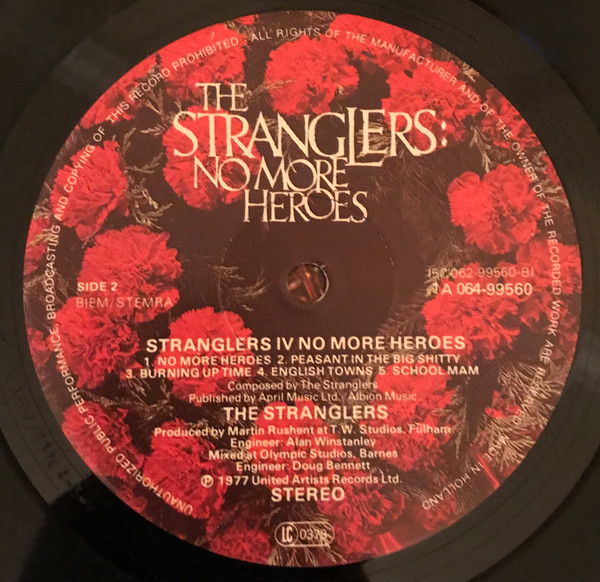 THE
STRANGLERS:
NO MORE
HEROES
SIDE 2
BIEM/STEMRA
1A 064-99560
STRANGLERS IV NO MORE HEROES
1. NO MORE HEROES 2. PEASANT IN THE BIG SHITTY
3. BURNING UP TIME 4. ENGLISH TOWNS 5. SCHOOL MAM
Composed by The Stranglers
Published by April Music Ltd. Albion Music
THE STRANGLERS
Produced by Martin Rushent at T.W. Studios, Fulham
Engineer: Alan Winstanley
Mixed at Olympic Studios, Barnes
Engineer: Doug Bennett
℗ 1977 United Artists Records Ltd.
STEREO
LC 0379
UNAUTHORIZED PUBLIC PERFORMANCE, BROADCASTING AND COPYING OF THIS RECORD PROHIBITED. ALL RIGHTS OF THE MANUFACTURER AND OF THE OWNER OF THE RECORDED WORK ARE MADE IN HOLLAND